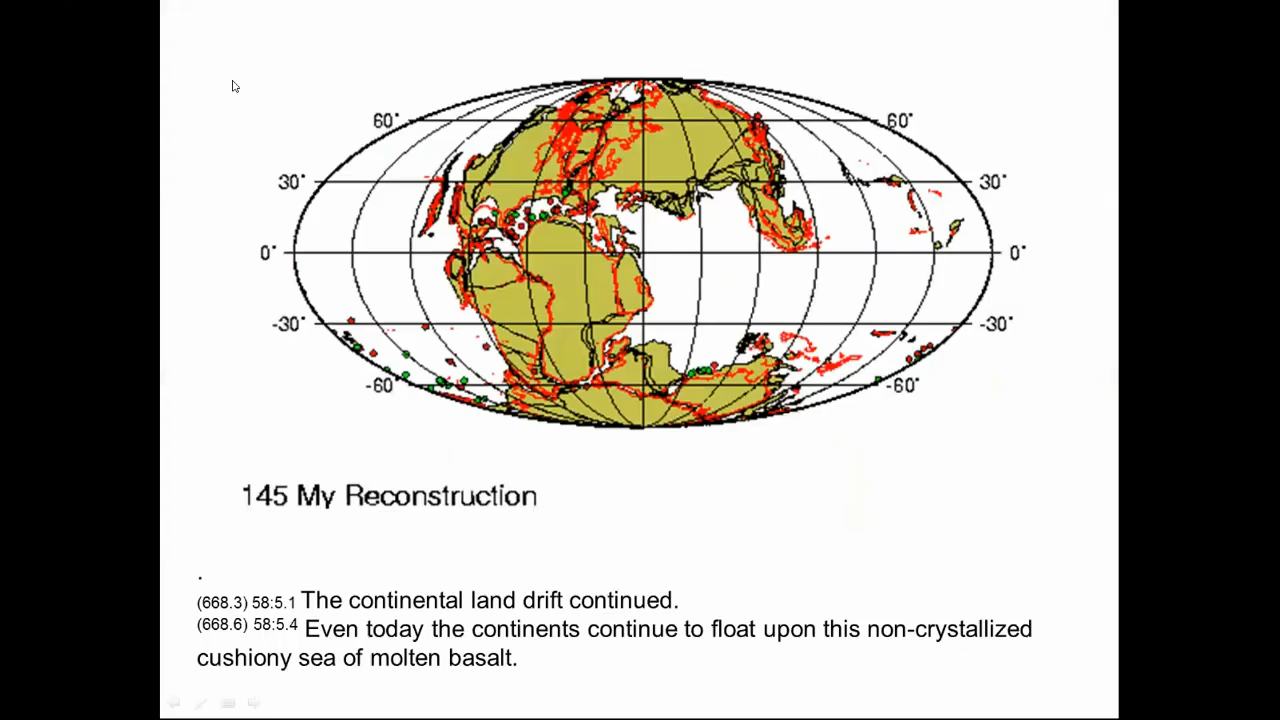 60° 60°
30° 30°
0° 0°
-30° -30°
-60° -60°
145 My Reconstruction
.
(668.3) 58:5.1 The continental land drift continued.
(668.6) 58:5.4 Even today the continents continue to float upon this non-crystallized
cushiony sea of molten basalt.